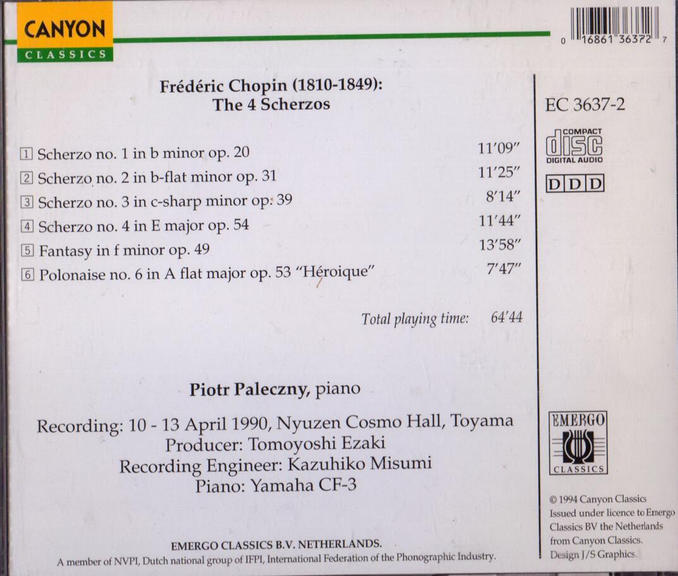 CANYON
CLASSICS
0 16861 36372 7
Frédéric Chopin (1810-1849):
The 4 Scherzos
EC 3637-2
COMPACT
disc
DIGITAL AUDIO
D D D
1 Scherzo no. 1 in b minor op. 20 11'09"
2 Scherzo no. 2 in b-flat minor op. 31 11'25"
3 Scherzo no. 3 in c-sharp minor op. 39 8'14"
4 Scherzo no. 4 in E major op. 54 11'44"
5 Fantasy in f minor op. 49 13'58"
6 Polonaise no. 6 in A flat major op. 53 "Héroique" 7'47"
Total playing time: 64'44
Piotr Paleczny, piano
Recording: 10 - 13 April 1990, Nyuzen Cosmo Hall, Toyama
Producer: Tomoyoshi Ezaki
Recording Engineer: Kazuhiko Misumi
Piano: Yamaha CF-3
EMERGO
CLASSICS
© 1994 Canyon Classics
Issued under licence to Emergo
Classics BV the Netherlands
from Canyon Classics.
Design J/S Graphics.
EMERGO CLASSICS B.V. NETHERLANDS.
A member of NVPI, Dutch national group of IFPI, International Federation of the Phonographic Industry.